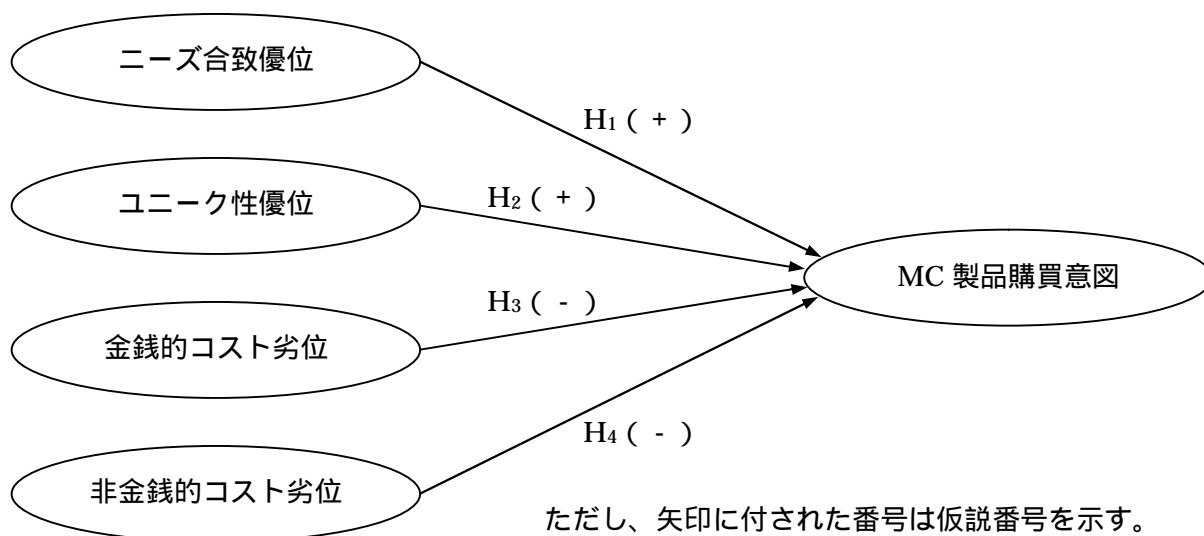 ニーズ合致優位
H₁ ( + )
ユニーク性優位
H₂ ( + )
MC 製品購買意図
H₃ ( - )
金銭的コスト劣位
H₄ ( - )
非金銭的コスト劣位
ただし、矢印に付された番号は仮説番号を示す。